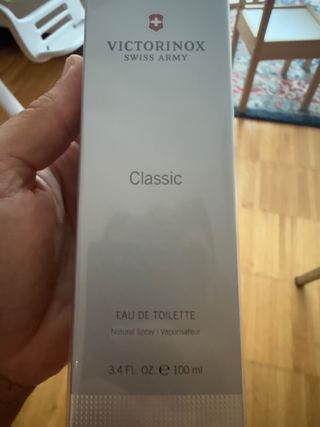 VICTORINOX
SWISS ARMY
Classic
EAU DE TOILETTE
Natural Spray | Vaporisateur
3.4 FL. OZ. ℮ 100 ml